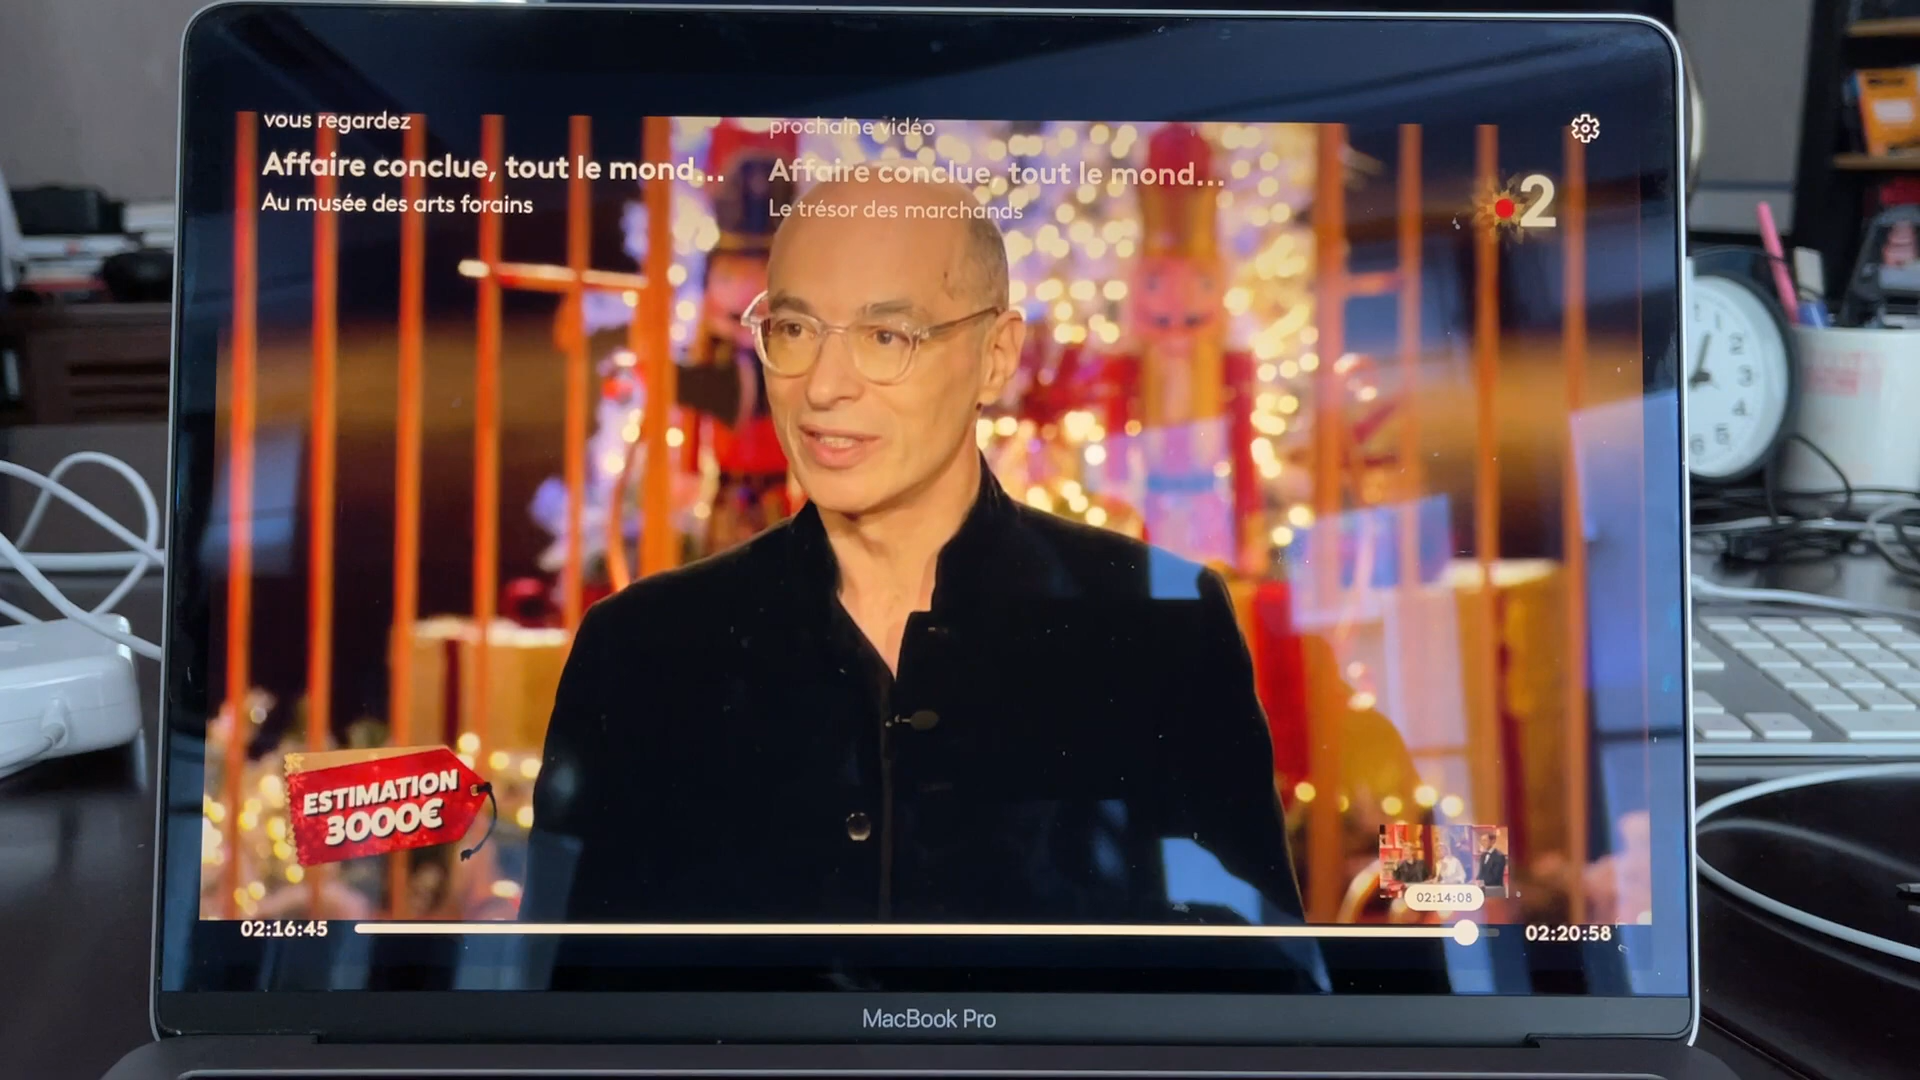 vous regardez
Affaire conclue, tout le mond...
Au musée des arts forains
prochaine vidéo
Affaire conclue, tout le mond...
Le trésor des marchands
2
ESTIMATION
3000€
02:14:08
02:16:45
02:20:58
MacBook Pro